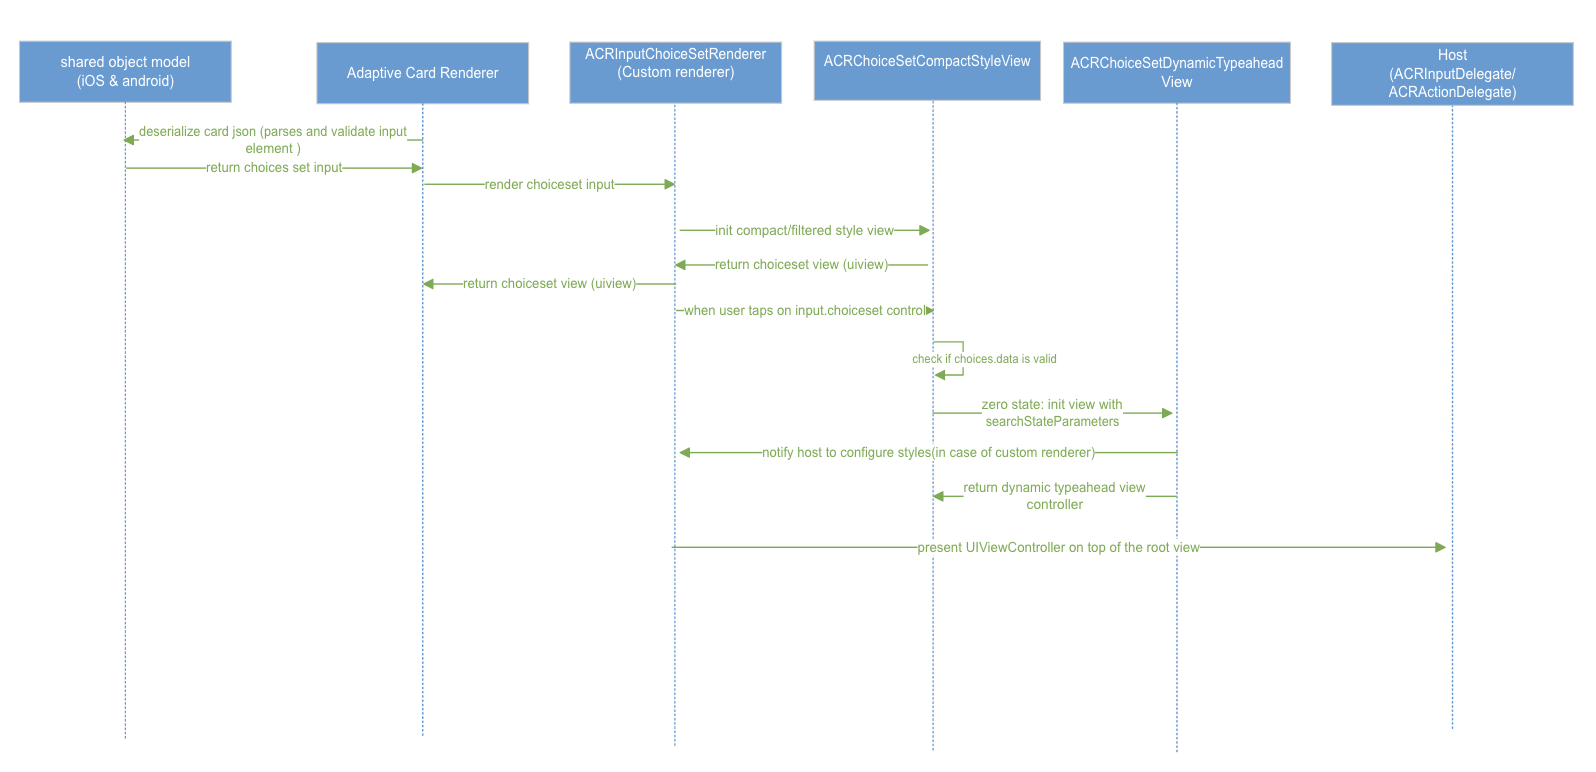 shared object model
(iOS & android)
Adaptive Card Renderer
ACRInputChoiceSetRenderer
(Custom renderer)
ACRChoiceSetCompactStyleView
ACRChoiceSetDynamicTypeahead
View
Host
(ACRInputDelegate/
ACRActionDelegate)
deserialize card json (parses and validate input
element )
return choices set input
render choiceset input
init compact/filtered style view
return choiceset view (uiview)
return choiceset view (uiview)
when user taps on input.choiceset control
check if choices.data is valid
zero state: init view with
searchStateParameters
notify host to configure styles(in case of custom renderer)
return dynamic typeahead view
controller
present UIViewController on top of the root view